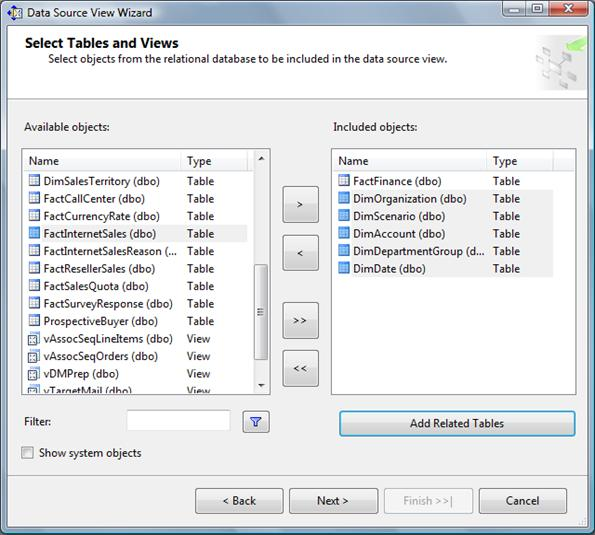 Data Source View Wizard
Select Tables and Views
Select objects from the relational database to be included in the data source view.
Available objects:
Name Type
DimSalesTerritory (dbo) Table
FactCallCenter (dbo) Table
FactCurrencyRate (dbo) Table
FactInternetSales (dbo) Table
FactInternetSalesReason (... Table
FactResellerSales (dbo) Table
FactSalesQuota (dbo) Table
FactSurveyResponse (dbo) Table
ProspectiveBuyer (dbo) Table
vAssocSeqLineItems (dbo) View
vAssocSeqOrders (dbo) View
vDMPrep (dbo) View
vTargetMail (dbo) View
>
<
>>
<<
Included objects:
Name Type
FactFinance (dbo) Table
DimOrganization (dbo) Table
DimScenario (dbo) Table
DimAccount (dbo) Table
DimDepartmentGroup (d... Table
DimDate (dbo) Table
Filter:
Add Related Tables
Show system objects
< Back Next > Finish >>| Cancel